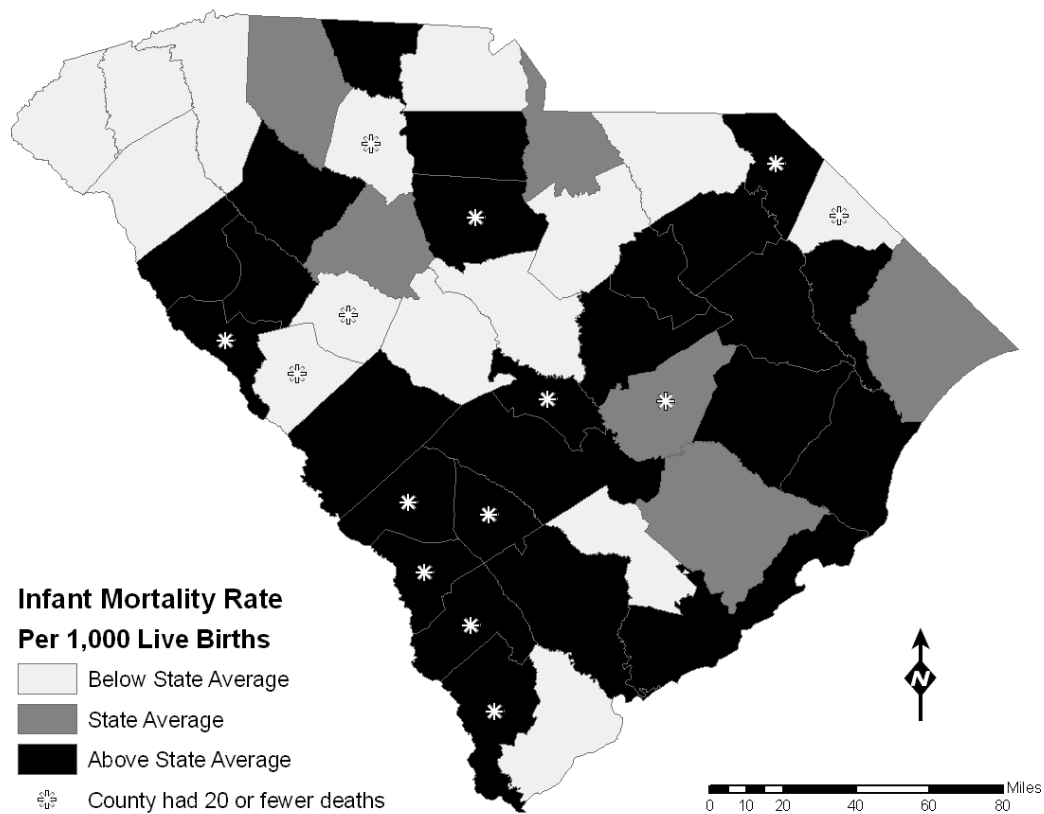 Infant Mortality Rate
Per 1,000 Live Births
Below State Average
State Average
Above State Average
County had 20 or fewer deaths
N
Miles
0 10 20 40 60 80